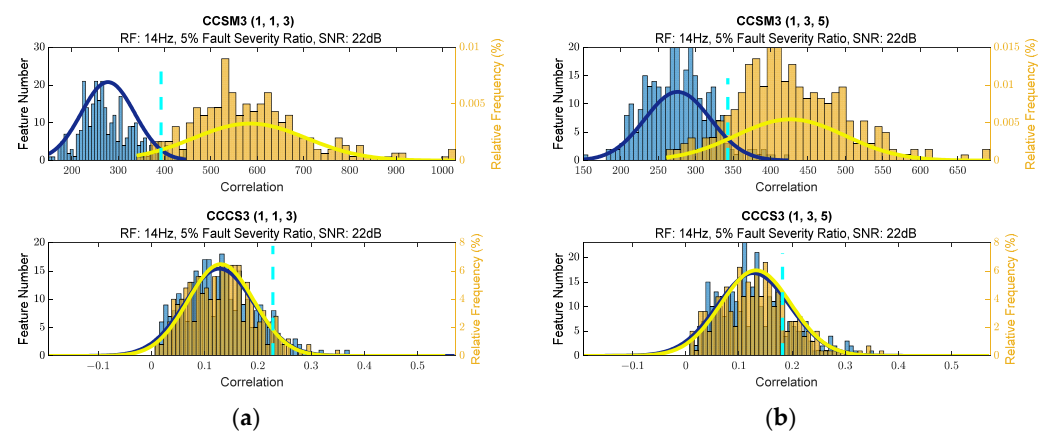 CCSM3 (1, 1, 3)
RF: 14Hz, 5% Fault Severity Ratio, SNR: 22dB
Feature Number
30
20
10
0
200 300 400 500 600 700 800 900 1000
Correlation
0.01
0.005
0
Relative Frequency (%)
CCSM3 (1, 3, 5)
RF: 14Hz, 5% Fault Severity Ratio, SNR: 22dB
Feature Number
20
15
10
5
0
150 200 250 300 350 400 450 500 550 600 650
Correlation
0.015
0.01
0.005
0
Relative Frequency (%)
CCCS3 (1, 1, 3)
RF: 14Hz, 5% Fault Severity Ratio, SNR: 22dB
Feature Number
20
15
10
5
0
−0.1 0 0.1 0.2 0.3 0.4 0.5
Correlation
8
6
4
2
0
Relative Frequency (%)
CCCS3 (1, 3, 5)
RF: 14Hz, 5% Fault Severity Ratio, SNR: 22dB
Feature Number
20
15
10
5
0
−0.1 0 0.1 0.2 0.3 0.4 0.5
Correlation
8
6
4
2
0
Relative Frequency (%)
(a)
(b)